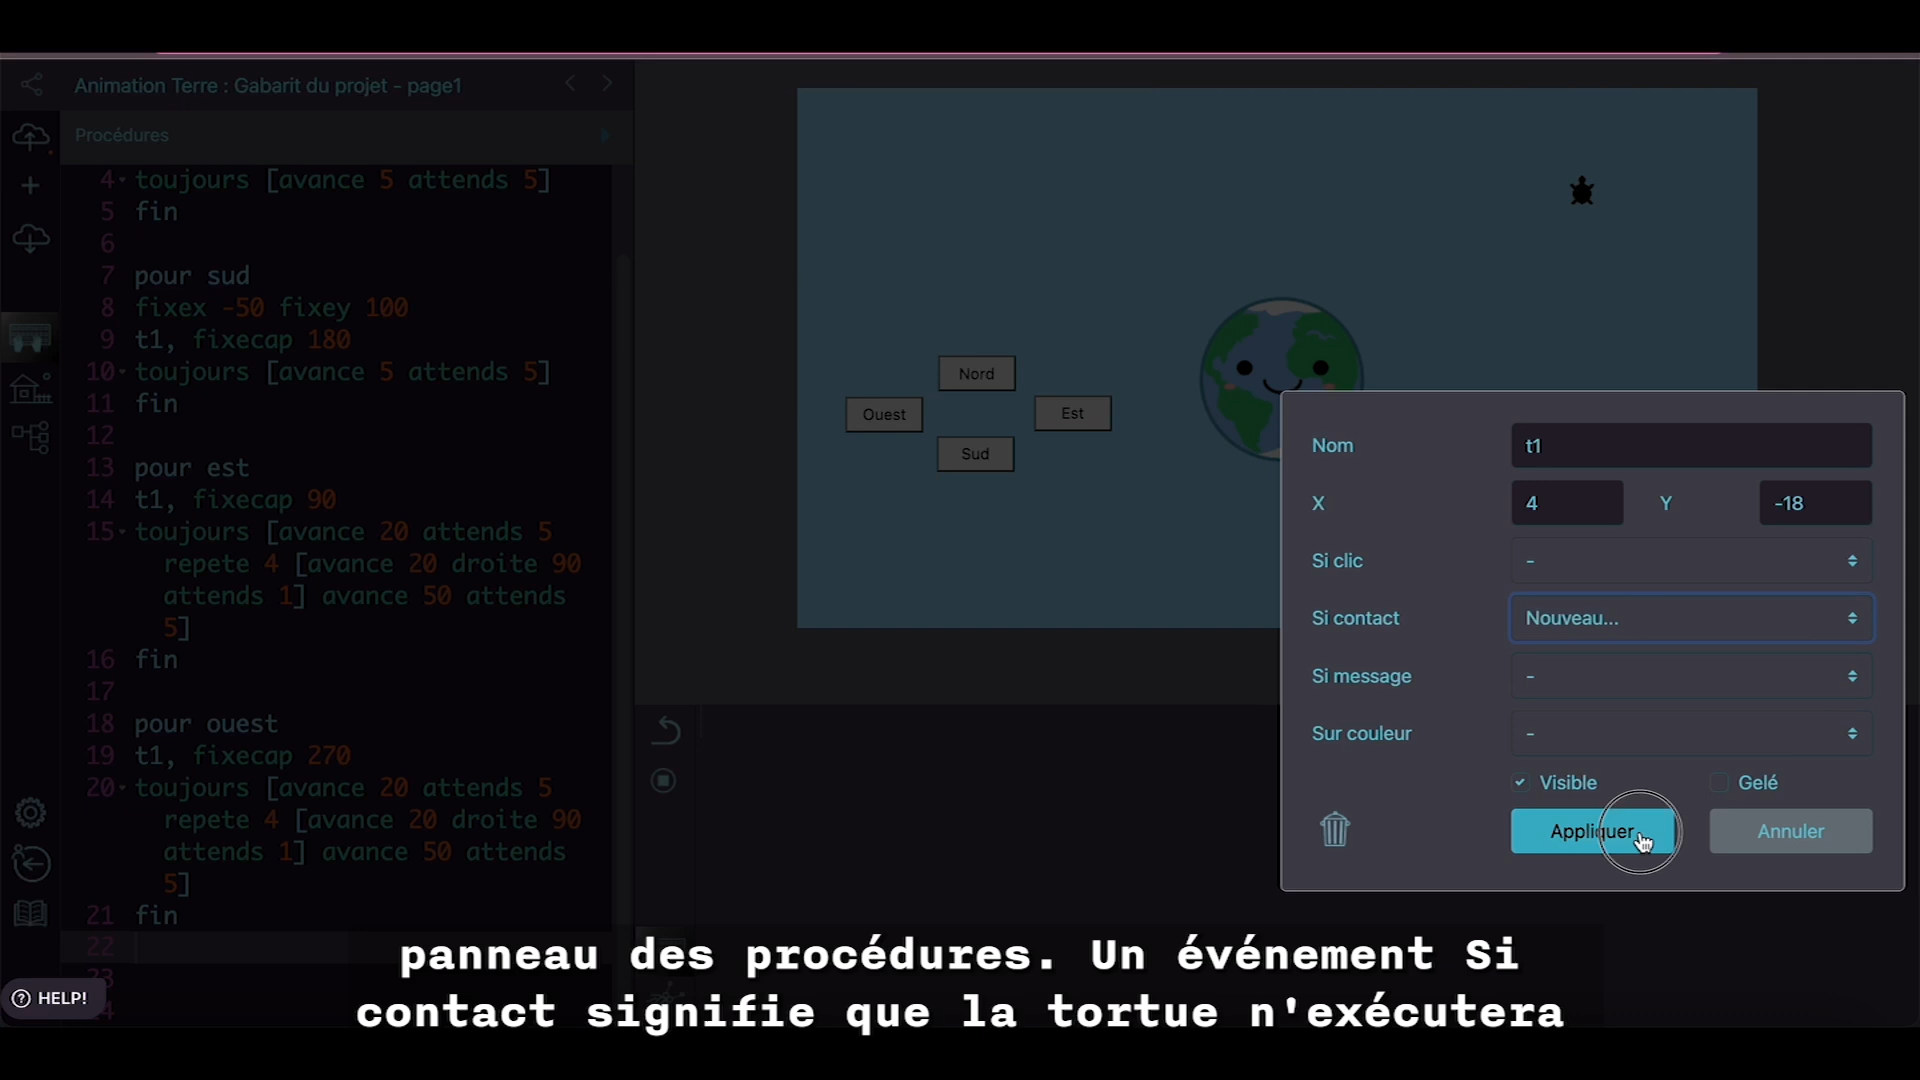 Animation Terre : Gabarit du projet - page1
Procédures
4 toujours [avance 5 attends 5]
5 fin
6
7 pour sud
8 fixex -50 fixey 100
9 t1, fixecap 180
10 toujours [avance 5 attends 5]
11 fin
12
13 pour est
14 t1, fixecap 90
15 toujours [avance 20 attends 5
repete 4 [avance 20 droite 90
attends 1] avance 50 attends
5]
16 fin
17
18 pour ouest
19 t1, fixecap 270
20 toujours [avance 20 attends 5
repete 4 [avance 20 droite 90
attends 1] avance 50 attends
5]
21 fin
22
23
HELP!
Nord
Ouest
Est
Sud
Nom t1
X 4 Y -18
Si clic -
Si contact Nouveau...
Si message -
Sur couleur -
Visible Gelé
Appliquer Annuler
panneau des procédures. Un événement Si
contact signifie que la tortue n'exécutera